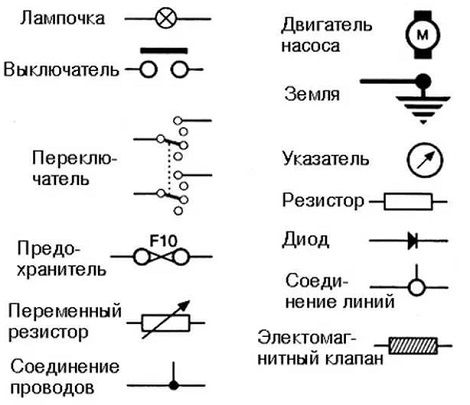 Лампочка
Выключатель
Переклю-
чатель
F10
Предо-
хранитель
Переменный
резистор
Соединение
проводов
Двигатель
насоса
M
Земля
Указатель
Резистор
Диод
Соеди-
нение линий
Электомаг-
нитный клапан